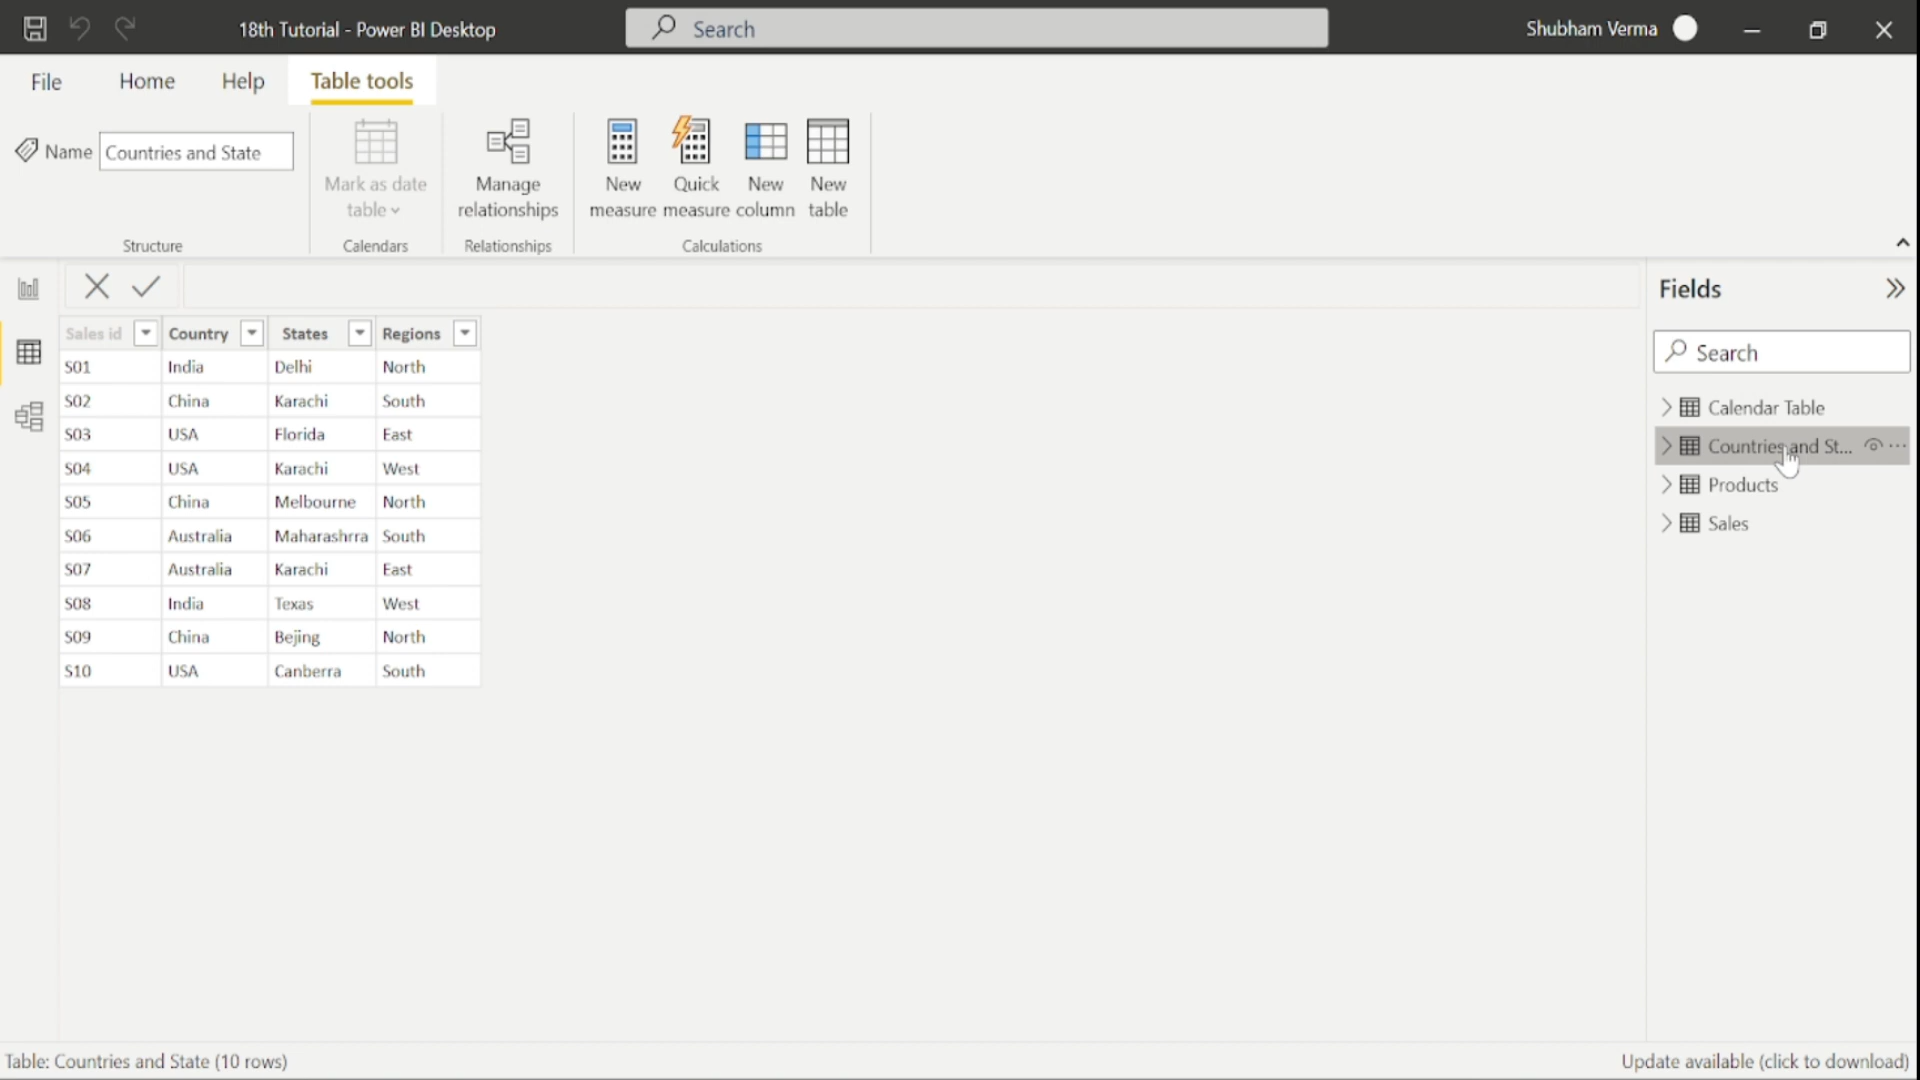 18th Tutorial - Power BI Desktop
Search
Shubham Verma
File
Home
Help
Table tools
Name
Countries and State
Structure
Mark as date
table
Calendars
Manage
relationships
Relationships
New
measure
Quick
measure
New
column
New
table
Calculations
Sales id Country States Regions
S01 India Delhi North
S02 China Karachi South
S03 USA Florida East
S04 USA Karachi West
S05 China Melbourne North
S06 Australia Maharashrra South
S07 Australia Karachi East
S08 India Texas West
S09 China Bejing North
S10 USA Canberra South
Fields
Search
Calendar Table
Countries and St...
Products
Sales
Table: Countries and State (10 rows)
Update available (click to download)